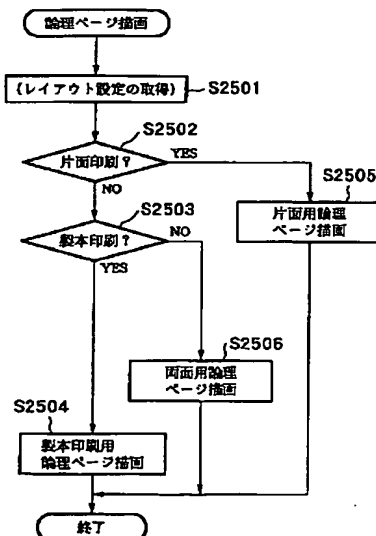 論理ページ描画
(レイアウト設定の取得)
S2501
S2502
片面印刷?
YES
NO
S2505
片面用論理
ページ描画
S2503
製本印刷?
NO
YES
S2506
両面用論理
ページ描画
S2504
製本印刷用
論理ページ描画
終了